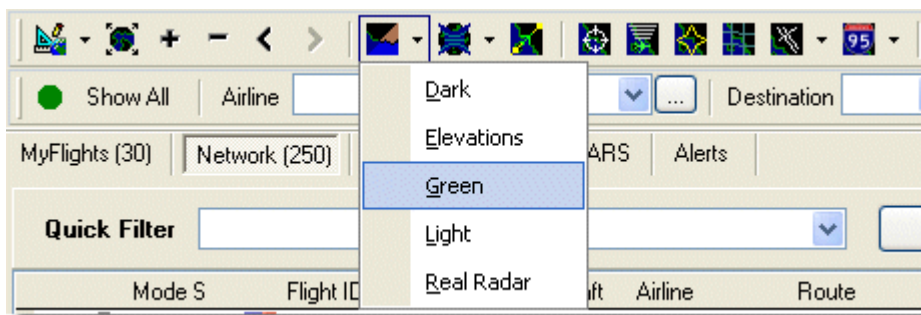 95
Show All Airline ... Destination
Dark
Elevations
MyFlights (30) Network (250) ARS Alerts
Green
Quick Filter
Light
Real Radar
Mode S Flight ID ft Airline Route